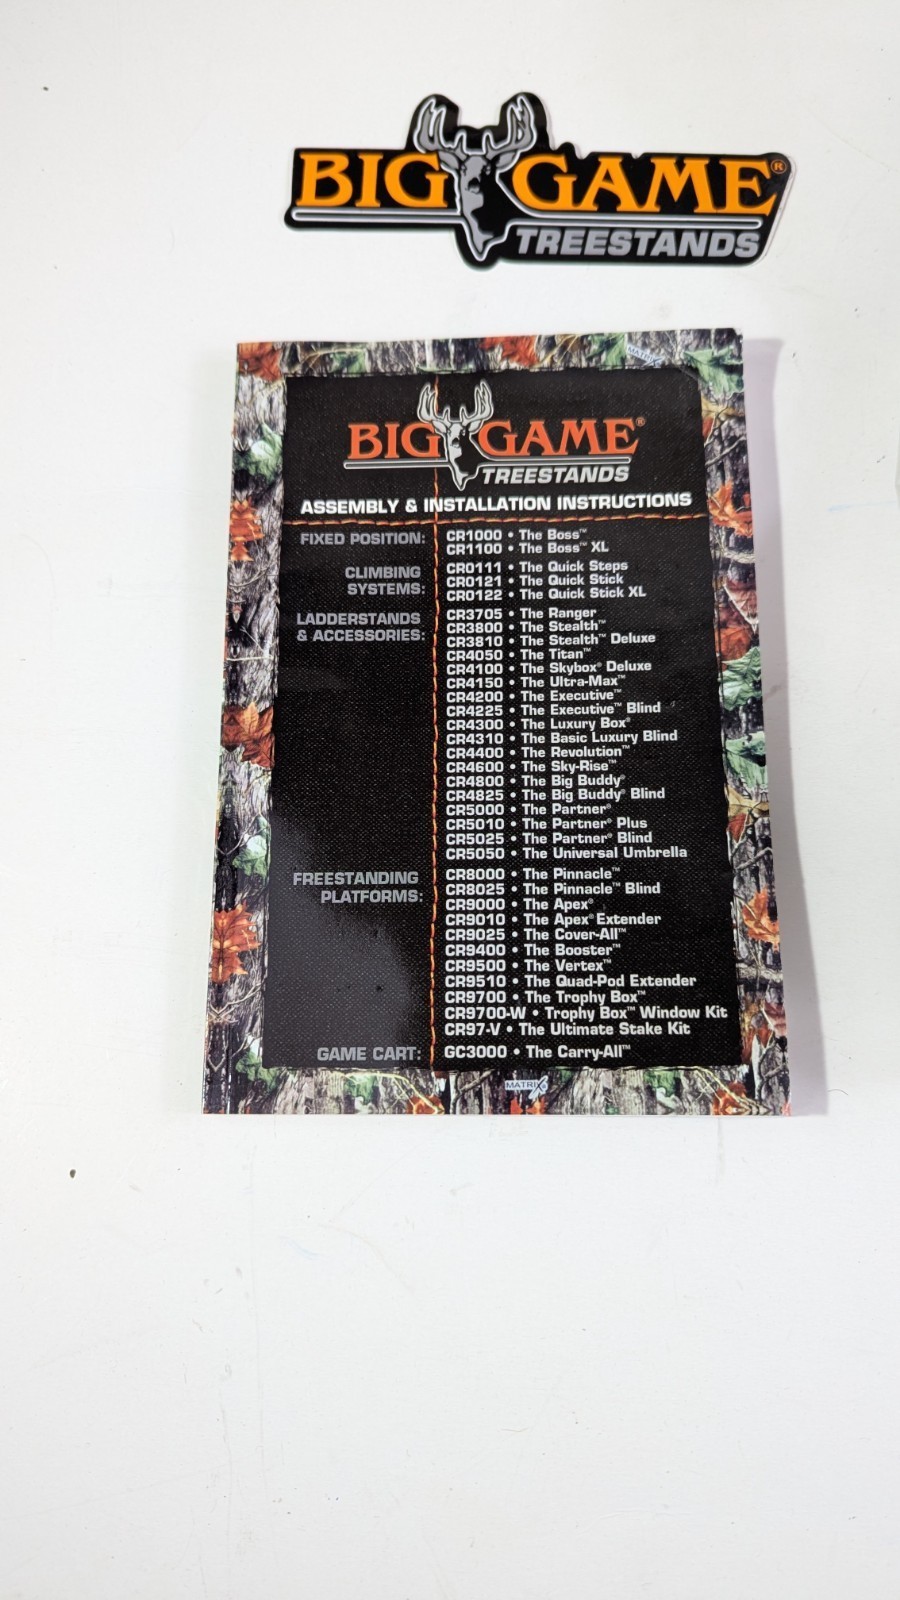 BIG GAME®
TREESTANDS
MATRIX
BIG GAME®
TREESTANDS
ASSEMBLY & INSTALLATION INSTRUCTIONS
FIXED POSITION:
CR1000 • The Boss™
CR1100 • The Boss™ XL
CLIMBING
SYSTEMS:
CR0111 • The Quick Steps
CR0121 • The Quick Stick
CR0122 • The Quick Stick XL
LADDERSTANDS
& ACCESSORIES:
CR3705 • The Ranger
CR3800 • The Stealth™
CR3810 • The Stealth™ Deluxe
CR4050 • The Titan™
CR4100 • The Skybox® Deluxe
CR4150 • The Ultra-Max™
CR4200 • The Executive™
CR4225 • The Executive™ Blind
CR4300 • The Luxury Box®
CR4310 • The Basic Luxury Blind
CR4400 • The Revolution™
CR4600 • The Sky-Rise™
CR4800 • The Big Buddy®
CR4825 • The Big Buddy® Blind
CR5000 • The Partner®
CR5010 • The Partner® Plus
CR5025 • The Partner® Blind
CR5050 • The Universal Umbrella
FREESTANDING
PLATFORMS:
CR8000 • The Pinnacle™
CR8025 • The Pinnacle™ Blind
CR9000 • The Apex®
CR9010 • The Apex® Extender
CR9025 • The Cover-All™
CR9400 • The Booster™
CR9500 • The Vertex™
CR9510 • The Quad-Pod Extender
CR9700 • The Trophy Box™
CR9700-W • Trophy Box™ Window Kit
CR97-V • The Ultimate Stake Kit
GAME CART:
GC3000 • The Carry-All™
MATRIX